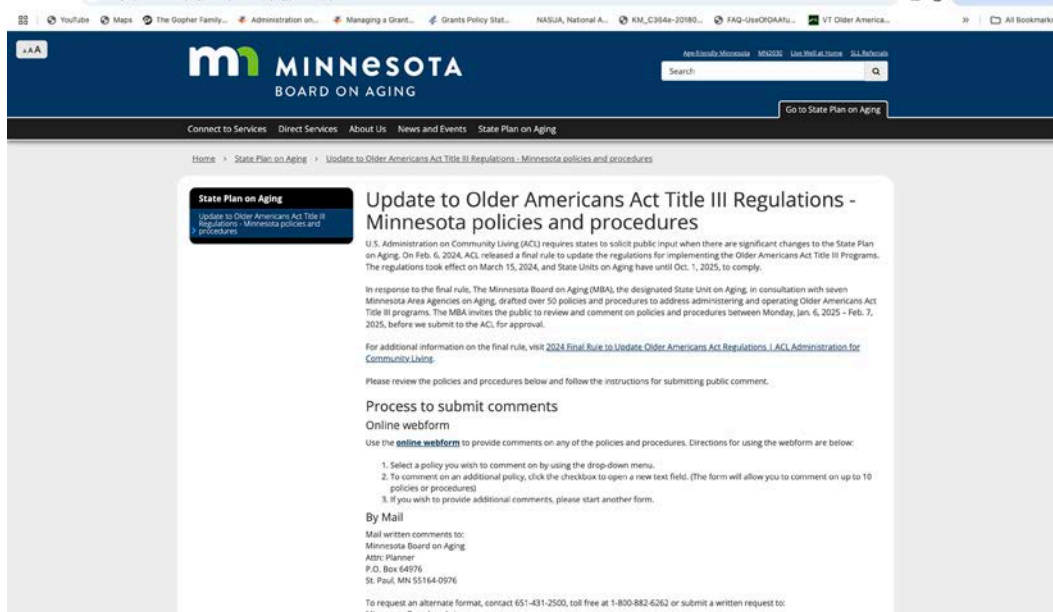 YouTube Maps The Gopher Family... Administration on... Managing a Grant... Grants Policy Stat... NASUA, National A... KM_C364e-20180... FAQ-UseOfOAAfu... VT Older America... » All Bookmarks
AAA
Age-friendly Minnesota MN2030 Live Well at Home SLL Referrals
mn MINNESOTA
BOARD ON AGING
Search
Go to State Plan on Aging
Connect to Services Direct Services About Us News and Events State Plan on Aging
Home > State Plan on Aging > Update to Older Americans Act Title III Regulations - Minnesota policies and procedures
State Plan on Aging
Update to Older Americans Act Title III
Regulations - Minnesota policies and
procedures
Update to Older Americans Act Title III Regulations -
Minnesota policies and procedures
U.S. Administration on Community Living (ACL) requires states to solicit public input when there are significant changes to the State Plan
on Aging. On Feb. 6, 2024, ACL released a final rule to update the regulations for implementing the Older Americans Act Title III Programs.
The regulations took effect on March 15, 2024, and State Units on Aging have until Oct. 1, 2025, to comply.
In response to the final rule, The Minnesota Board on Aging (MBA), the designated State Unit on Aging, in consultation with seven
Minnesota Area Agencies on Aging, drafted over 50 policies and procedures to address administering and operating Older Americans Act
Title III programs. The MBA invites the public to review and comment on policies and procedures between Monday, Jan. 6, 2025 – Feb. 7,
2025, before we submit to the ACL for approval.
For additional information on the final rule, visit 2024 Final Rule to Update Older Americans Act Regulations | ACL Administration for
Community Living.
Please review the policies and procedures below and follow the instructions for submitting public comment.
Process to submit comments
Online webform
Use the online webform to provide comments on any of the policies and procedures. Directions for using the webform are below:
1. Select a policy you wish to comment on by using the drop-down menu.
2. To comment on an additional policy, click the checkbox to open a new text field. (The form will allow you to comment on up to 10
policies or procedures)
3. If you wish to provide additional comments, please start another form.
By Mail
Mail written comments to:
Minnesota Board on Aging
Attn: Planner
P.O. Box 64976
St. Paul, MN 55164-0976
To request an alternate format, contact 651-431-2500, toll free at 1-800-882-6262 or submit a written request to: